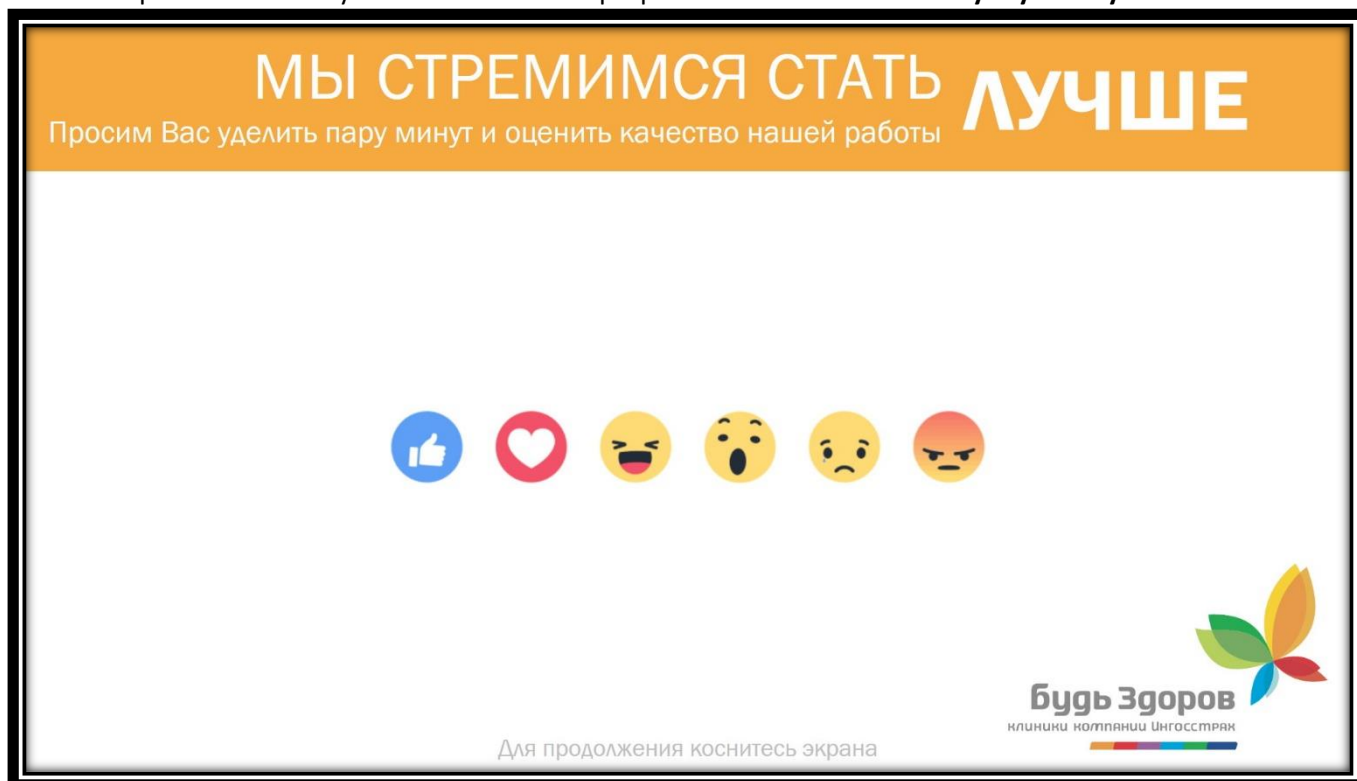 МЫ СТРЕМИМСЯ СТАТЬ ЛУЧШЕ
Просим Вас уделить пару минут и оценить качество нашей работы
будь Здоров
клиники компании Ингосстрах
Для продолжения коснитесь экрана